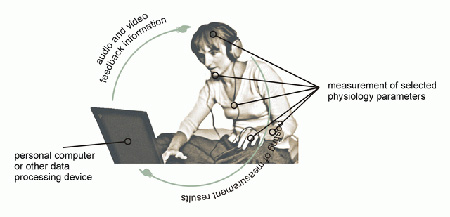 audio and video
feedback information
measurement of selected
physiology parameters
personal computer
or other data
processing device
of measurement results